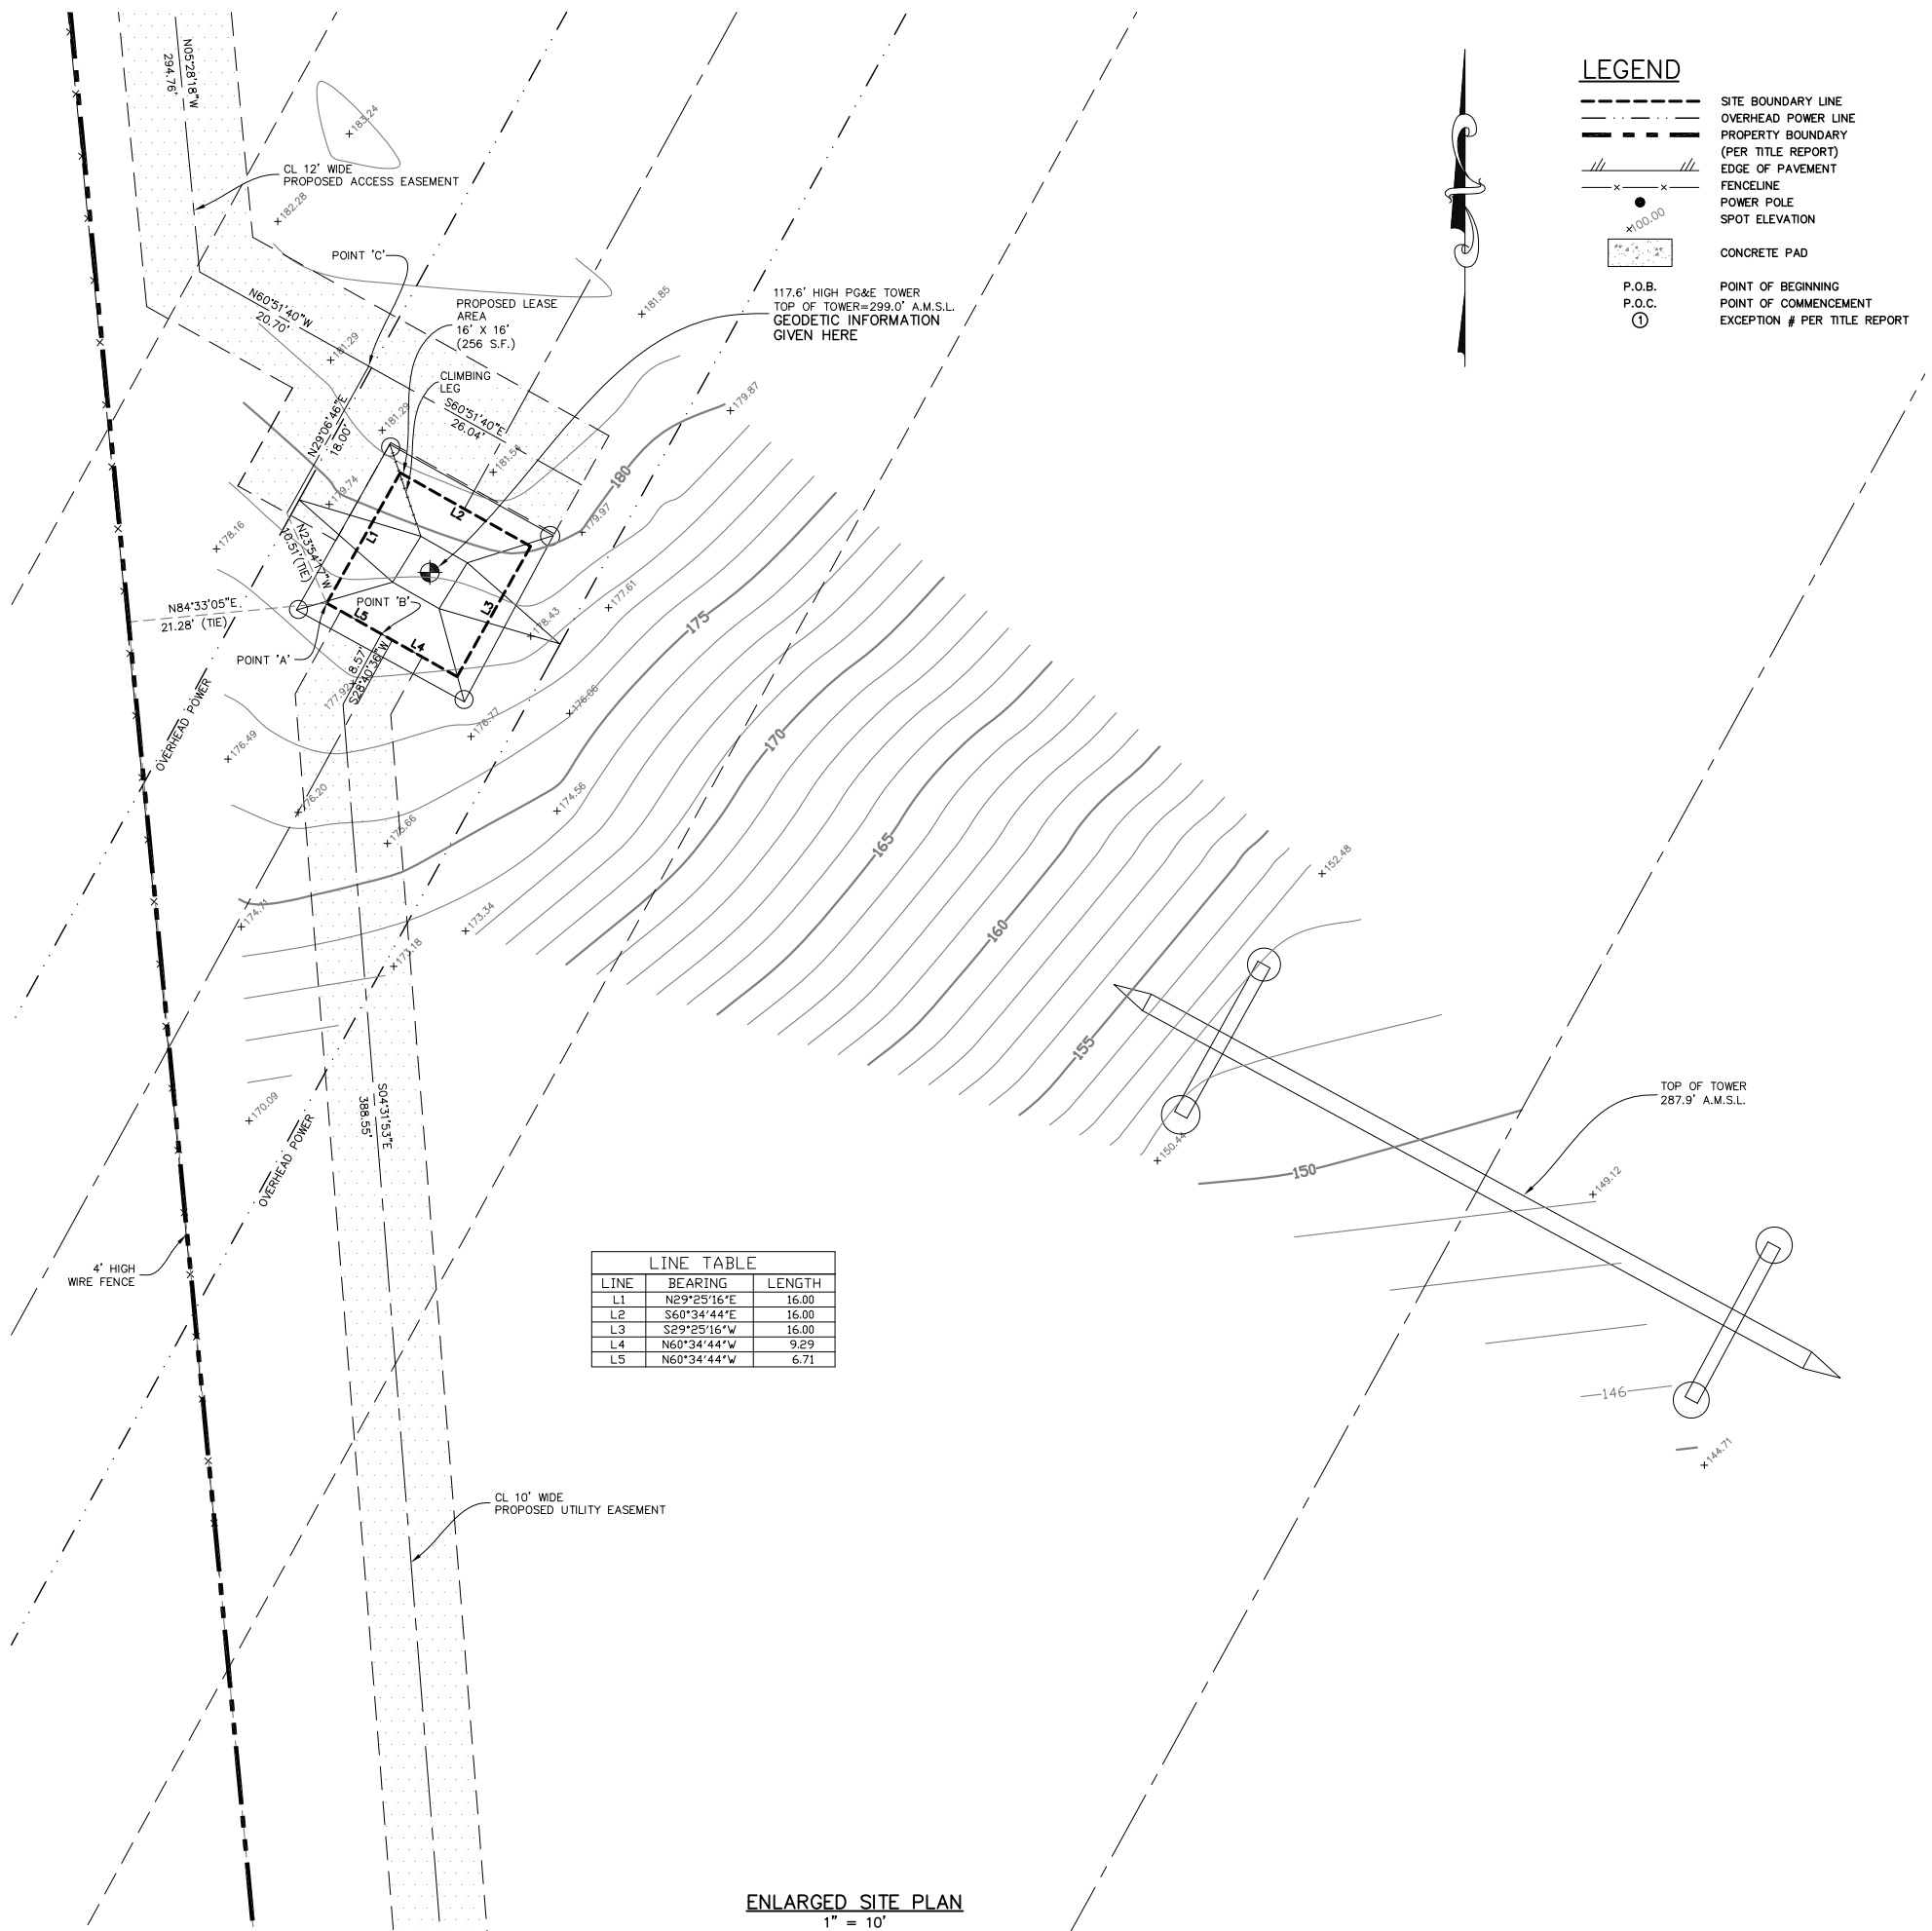 LEGEND
SITE BOUNDARY LINE
OVERHEAD POWER LINE
PROPERTY BOUNDARY
(PER TITLE REPORT)
EDGE OF PAVEMENT
FENCELINE
POWER POLE
100.00 SPOT ELEVATION
CONCRETE PAD
P.O.B. POINT OF BEGINNING
P.O.C. POINT OF COMMENCEMENT
1 EXCEPTION # PER TITLE REPORT
N05°28'18"W
294.76'
183.24
CL 12' WIDE
PROPOSED ACCESS EASEMENT
182.28
POINT 'C'
N60°51'40"W
20.70'
PROPOSED LEASE
AREA
16' X 16'
(256 S.F.)
181.85
117.6' HIGH PG&E TOWER
TOP OF TOWER=299.0' A.M.S.L.
GEODETIC INFORMATION
GIVEN HERE
181.29
CLIMBING
LEG
S60°51'40"E
26.04'
179.87
N29°06'46"E
18.00'
181.29
181.54
180
179.74
L2
179.97
178.16
L1
N23°54'17"W
10.51'(TIE)
N84°33'05"E
21.28' (TIE)
POINT 'B'
L5
L3
L4
177.61
178.43
175
POINT 'A'
8.57'
S28°40'36"W
177.92
OVERHEAD POWER
176.06
176.77
176.49
170
174.56
176.20
175.66
165
152.48
174.71
173.34
160
173.18
155
170.09
S04°31'53"E
388.55'
OVERHEAD POWER
TOP OF TOWER
287.9' A.M.S.L.
150.44
150
149.12
4' HIGH
WIRE FENCE
LINE TABLE
LINE BEARING LENGTH
L1 N29°25'16"E 16.00
L2 S60°34'44"E 16.00
L3 S29°25'16"W 16.00
L4 N60°34'44"W 9.29
L5 N60°34'44"W 6.71
146
144.71
CL 10' WIDE
PROPOSED UTILITY EASEMENT
ENLARGED SITE PLAN
1" = 10'